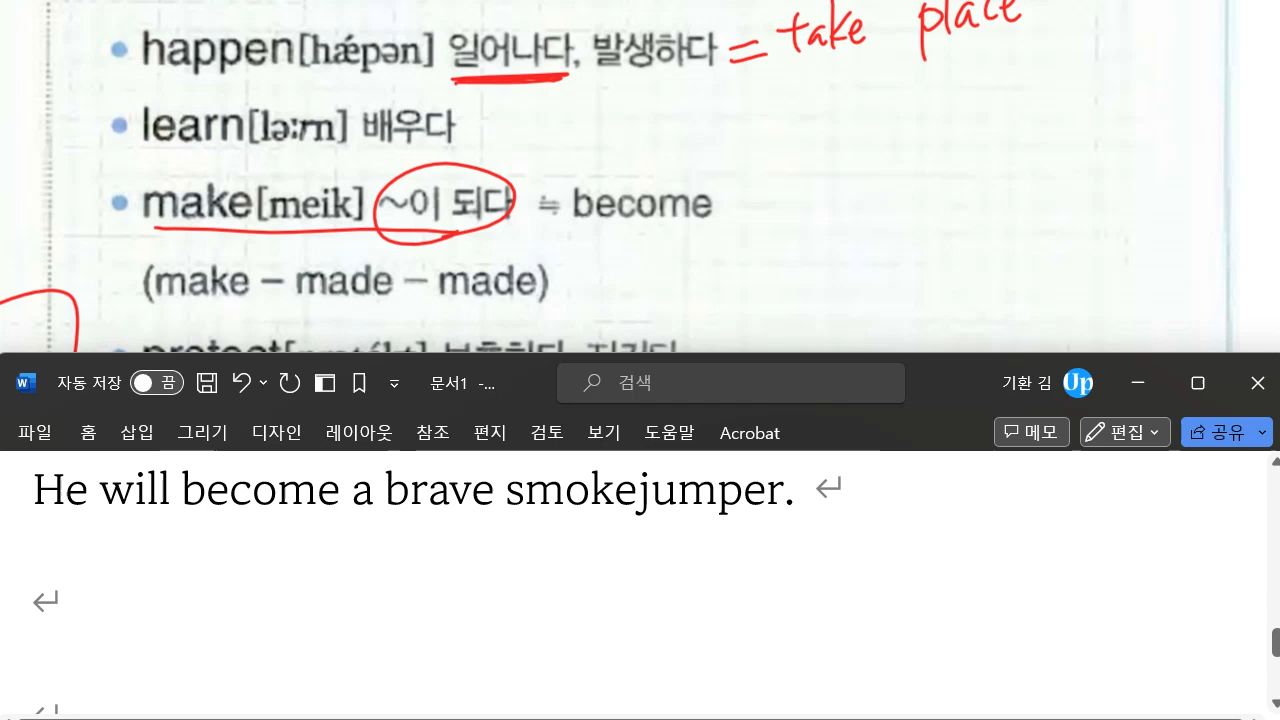 happen[hǽpən] 일어나다, 발생하다 = take place
learn[ləːrn] 배우다
make[meik] ~이 되다 ≒ become
(make – made – made)
자동 저장 끔 문서1 -... 검색 기환 김 Up
파일 홈 삽입 그리기 디자인 레이아웃 참조 편지 검토 보기 도움말 Acrobat 메모 편집 공유
He will become a brave smokejumper.